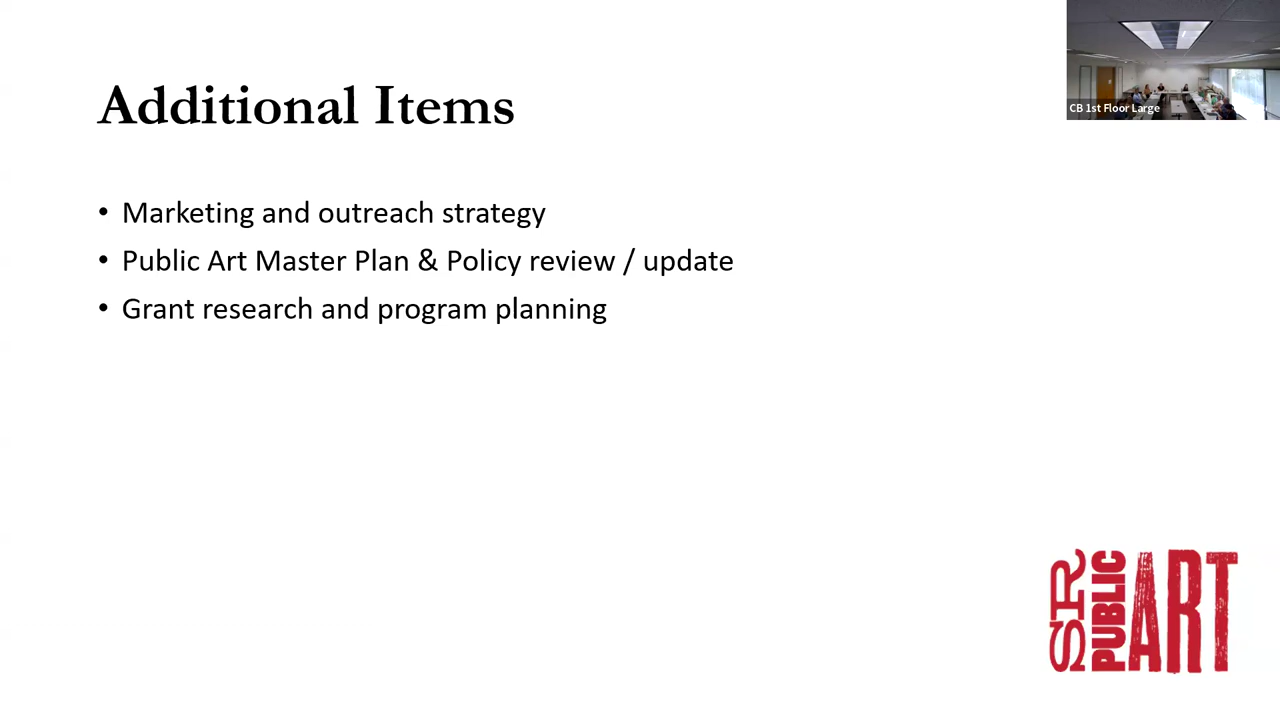 Additional Items
• Marketing and outreach strategy
• Public Art Master Plan & Policy review / update
• Grant research and program planning
CB 1st Floor Large
SR
PUBLIC
ART